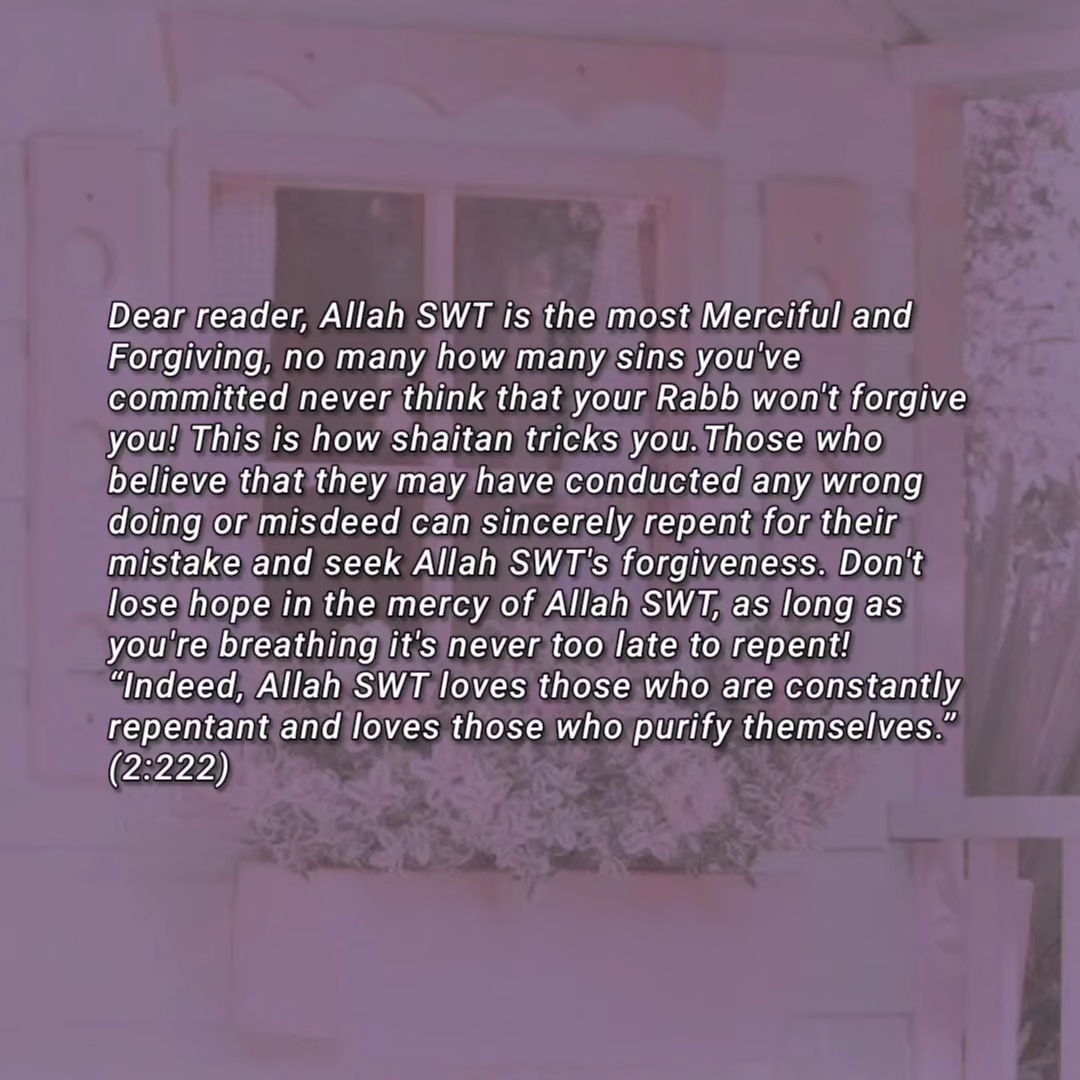 Dear reader, Allah SWT is the most Merciful and
Forgiving, no many how many sins you've
committed never think that your Rabb won't forgive
you! This is how shaitan tricks you.Those who
believe that they may have conducted any wrong
doing or misdeed can sincerely repent for their
mistake and seek Allah SWT's forgiveness. Don't
lose hope in the mercy of Allah SWT, as long as
you're breathing it's never too late to repent!
“Indeed, Allah SWT loves those who are constantly
repentant and loves those who purify themselves.”
(2:222)